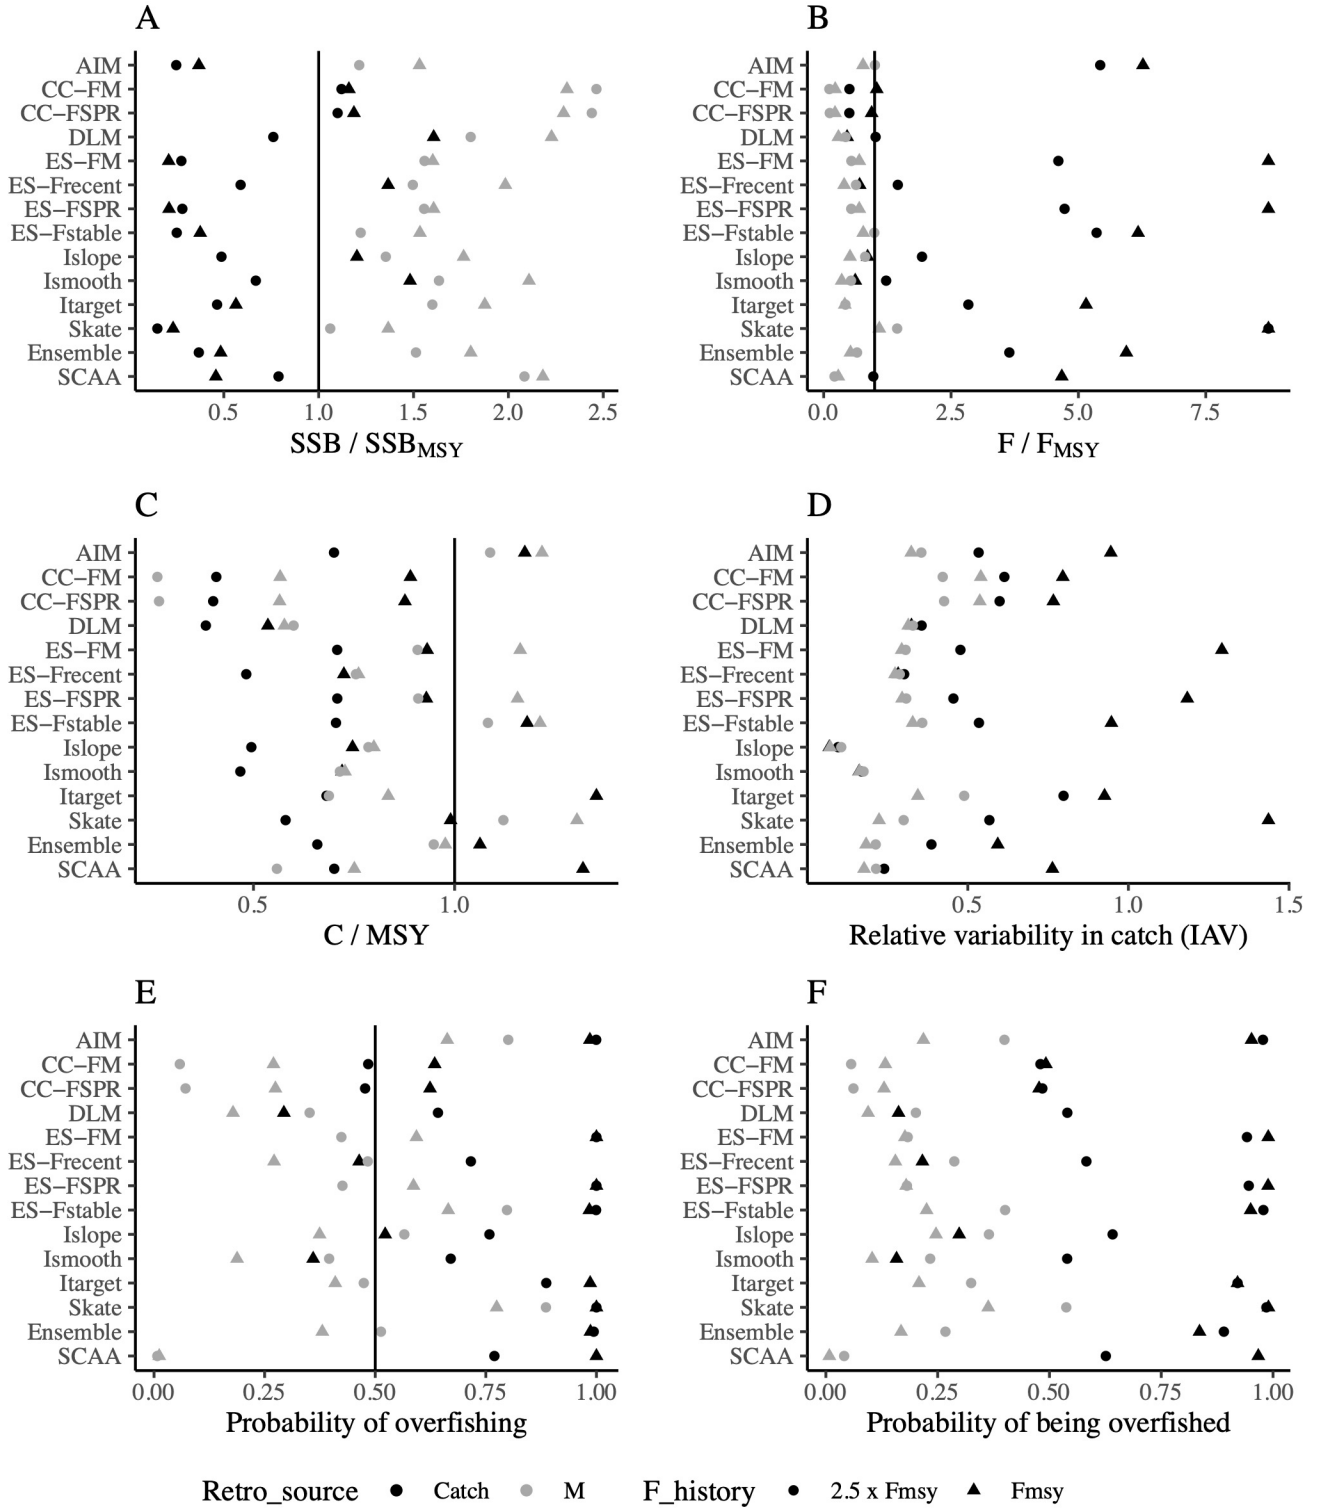 A
AIM
CC−FM
CC−FSPR
DLM
ES−FM
ES−Frecent
ES−FSPR
ES−Fstable
Islope
Ismooth
Itarget
Skate
Ensemble
SCAA
0.5 1.0 1.5 2.0 2.5
SSB / SSBMSY
B
AIM
CC−FM
CC−FSPR
DLM
ES−FM
ES−Frecent
ES−FSPR
ES−Fstable
Islope
Ismooth
Itarget
Skate
Ensemble
SCAA
0.0 2.5 5.0 7.5
F / FMSY
C
AIM
CC−FM
CC−FSPR
DLM
ES−FM
ES−Frecent
ES−FSPR
ES−Fstable
Islope
Ismooth
Itarget
Skate
Ensemble
SCAA
0.5 1.0
C / MSY
D
AIM
CC−FM
CC−FSPR
DLM
ES−FM
ES−Frecent
ES−FSPR
ES−Fstable
Islope
Ismooth
Itarget
Skate
Ensemble
SCAA
0.5 1.0 1.5
Relative variability in catch (IAV)
E
AIM
CC−FM
CC−FSPR
DLM
ES−FM
ES−Frecent
ES−FSPR
ES−Fstable
Islope
Ismooth
Itarget
Skate
Ensemble
SCAA
0.00 0.25 0.50 0.75 1.00
Probability of overfishing
F
AIM
CC−FM
CC−FSPR
DLM
ES−FM
ES−Frecent
ES−FSPR
ES−Fstable
Islope
Ismooth
Itarget
Skate
Ensemble
SCAA
0.00 0.25 0.50 0.75 1.00
Probability of being overfished
Retro_source Catch M F_history 2.5 x Fmsy Fmsy